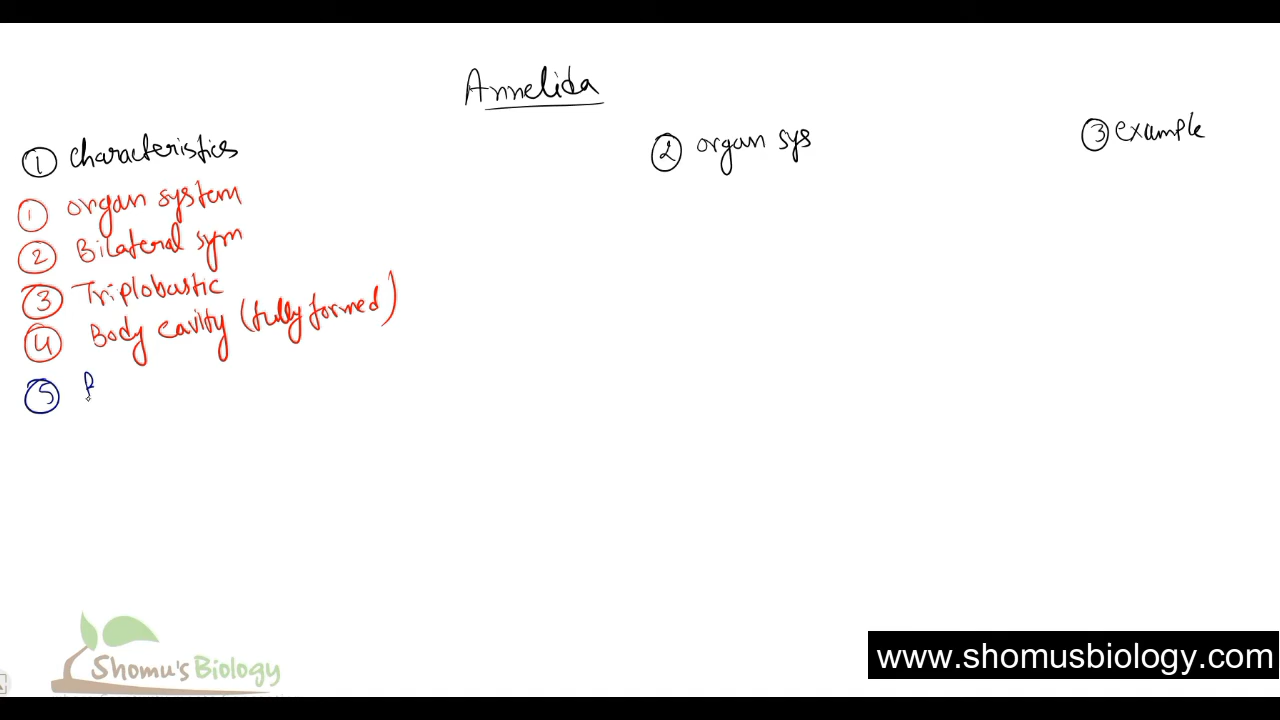 Annelida
① characteristics
② organ sys
③ example
① organ system
② Bilateral sym
③ Triplobastic
④ Body cavity (fully formed)
⑤
Shomu's Biology
www.shomusbiology.com